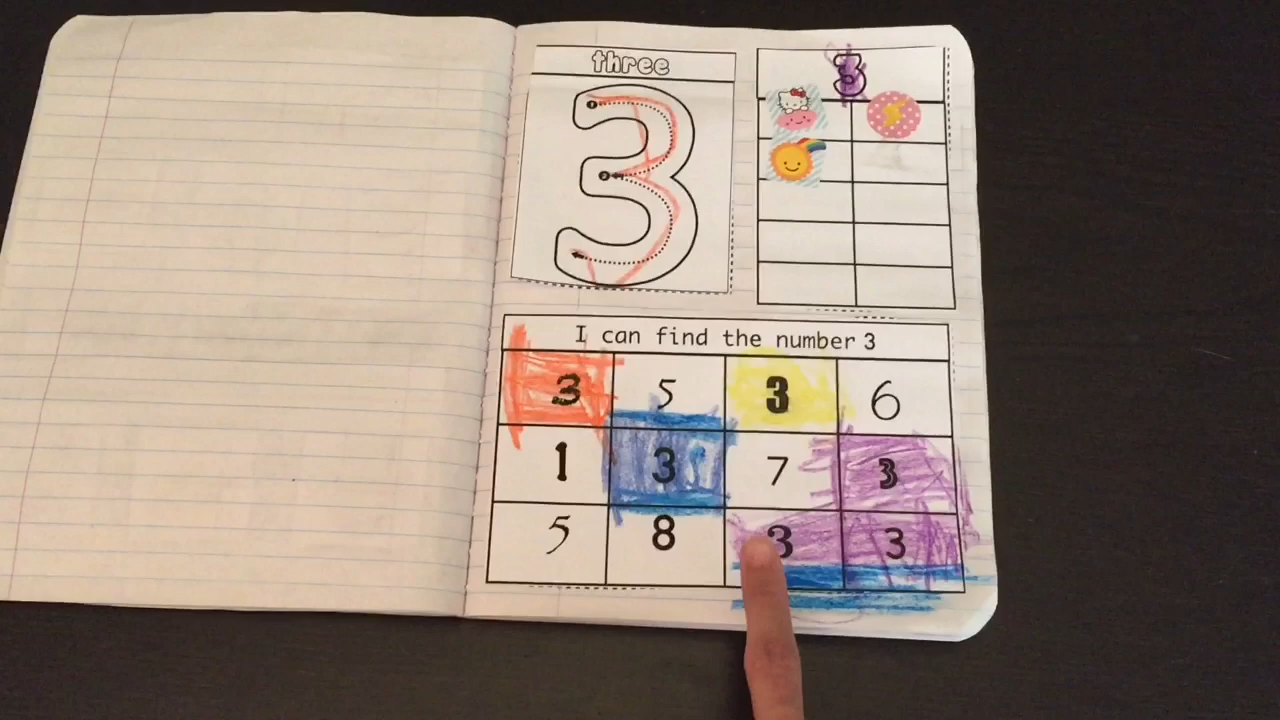 three
3
3
I can find the number 3
3 5 3 6
1 3 7 3
5 8 3 3